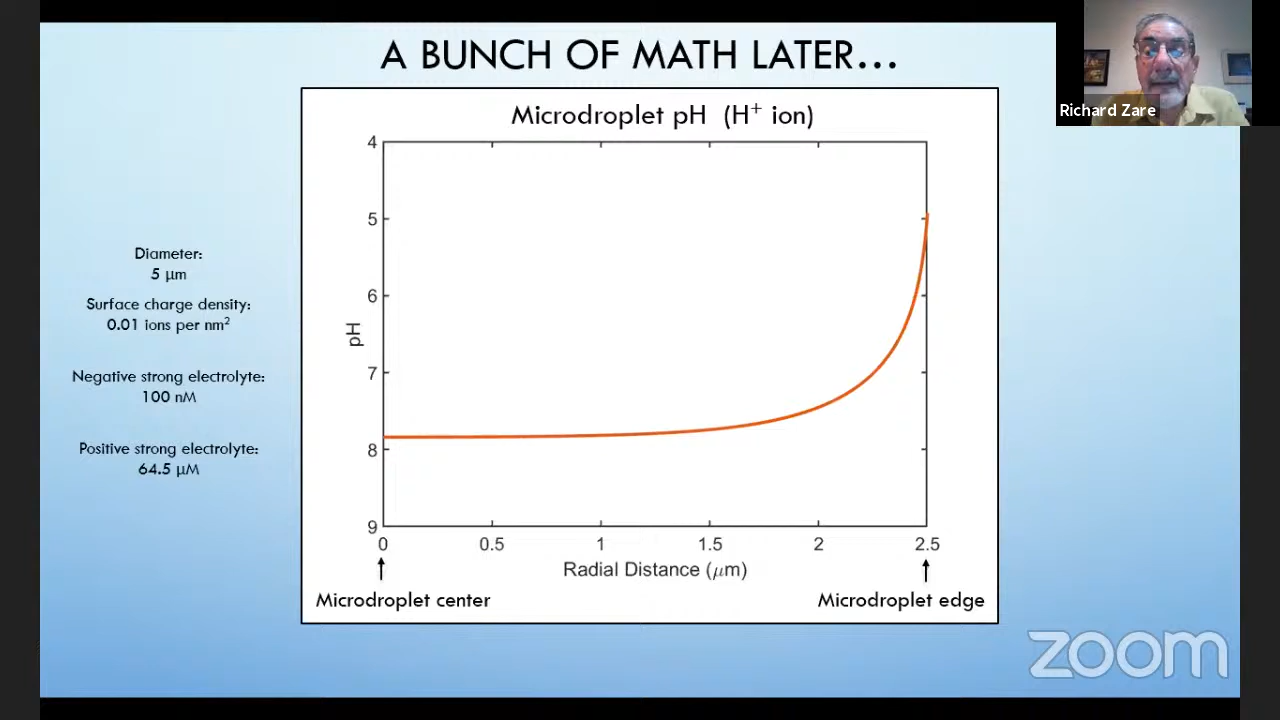 A BUNCH OF MATH LATER...
Richard Zare
Microdroplet pH (H⁺ ion)
Diameter:
5 µm
Surface charge density:
0.01 ions per nm²
Negative strong electrolyte:
100 nM
Positive strong electrolyte:
64.5 µM
pH
4
5
6
7
8
9
0 0.5 1 1.5 2 2.5
Radial Distance (µm)
Microdroplet center Microdroplet edge
zoom